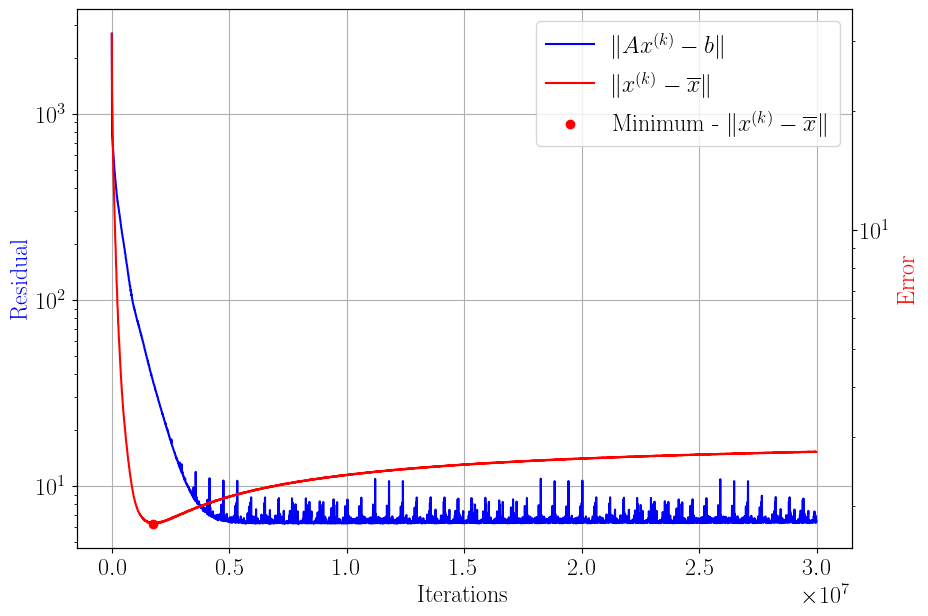 ‖Ax^(k) − b‖
‖x^(k) − x̅‖
Minimum - ‖x^(k) − x̅‖
Residual
10^3
10^2
10^1
Error
10^1
0.0 0.5 1.0 1.5 2.0 2.5 3.0
Iterations
×10^7